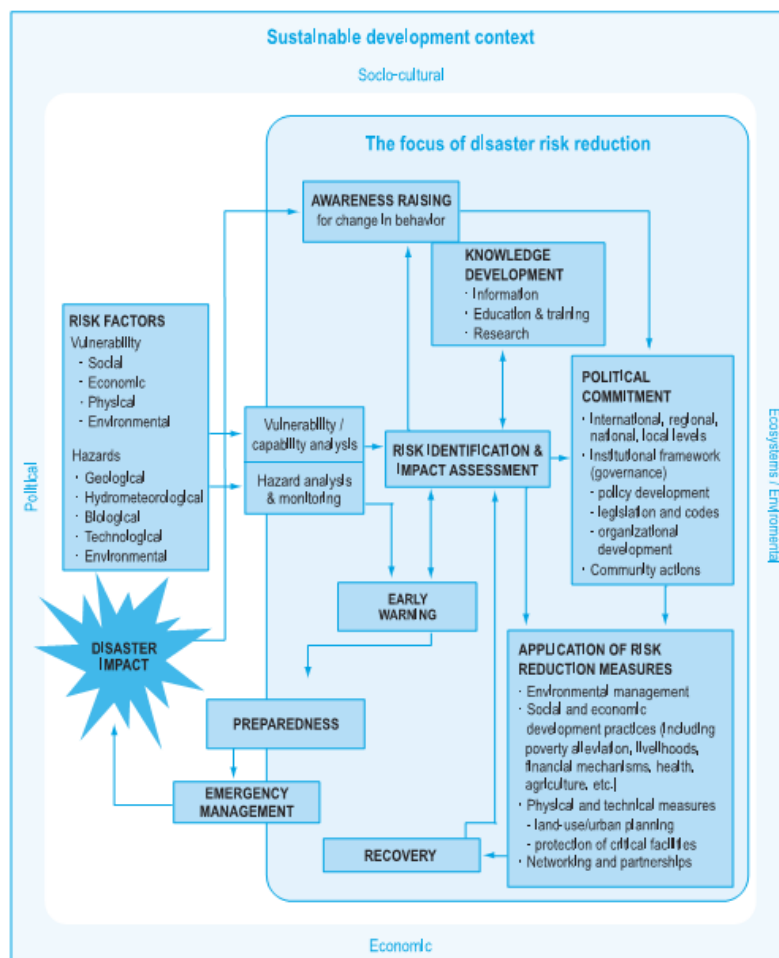 Sustainable development context
Socio-cultural
The focus of disaster risk reduction
AWARENESS RAISING
for change in behavior
KNOWLEDGE
DEVELOPMENT
· Information
· Education & training
· Research
RISK FACTORS
Vulnerability
- Social
- Economic
- Physical
- Environmental
Hazards
· Geological
· Hydrometeorological
· Biological
· Technological
· Environmental
Vulnerability /
capability analysis
Hazard analysis
& monitoring
RISK IDENTIFICATION &
IMPACT ASSESSMENT
POLITICAL
COMMITMENT
· International, regional,
national, local levels
· Institutional framework
(governance)
- policy development
- legislation and codes
- organizational
development
· Community actions
Political
Ecosystems / Enviromental
EARLY
WARNING
DISASTER
IMPACT
PREPAREDNESS
EMERGENCY
MANAGEMENT
APPLICATION OF RISK
REDUCTION MEASURES
· Environmental management
· Social and economic
development practices (including
poverty alleviation, livelihoods,
financial mechanisms, health,
agriculture, etc.)
· Physical and technical measures
- land-use/urban planning
- protection of critical facilities
· Networking and partnerships
RECOVERY
Economic